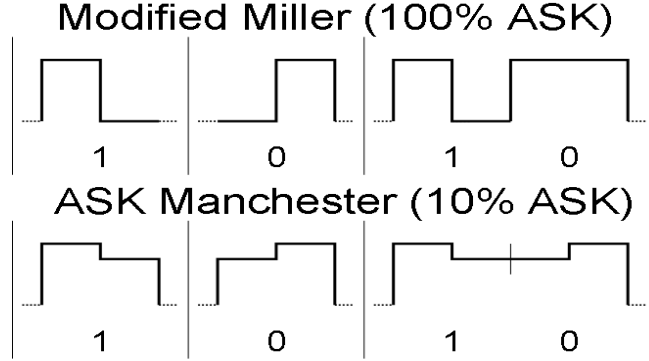 Modified Miller (100% ASK)
1 0 1 0
ASK Manchester (10% ASK)
1 0 1 0